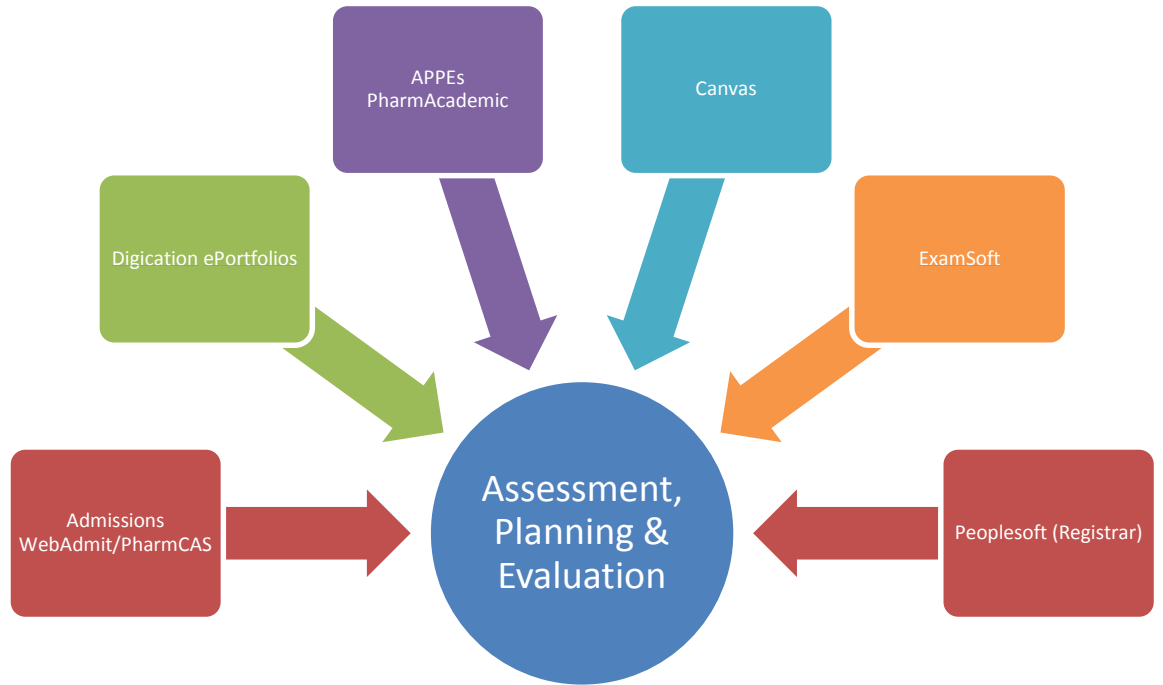 APPEs
PharmAcademic
Canvas
Digication ePortfolios
ExamSoft
Admissions
WebAdmit/PharmCAS
Assessment,
Planning &
Evaluation
Peoplesoft (Registrar)